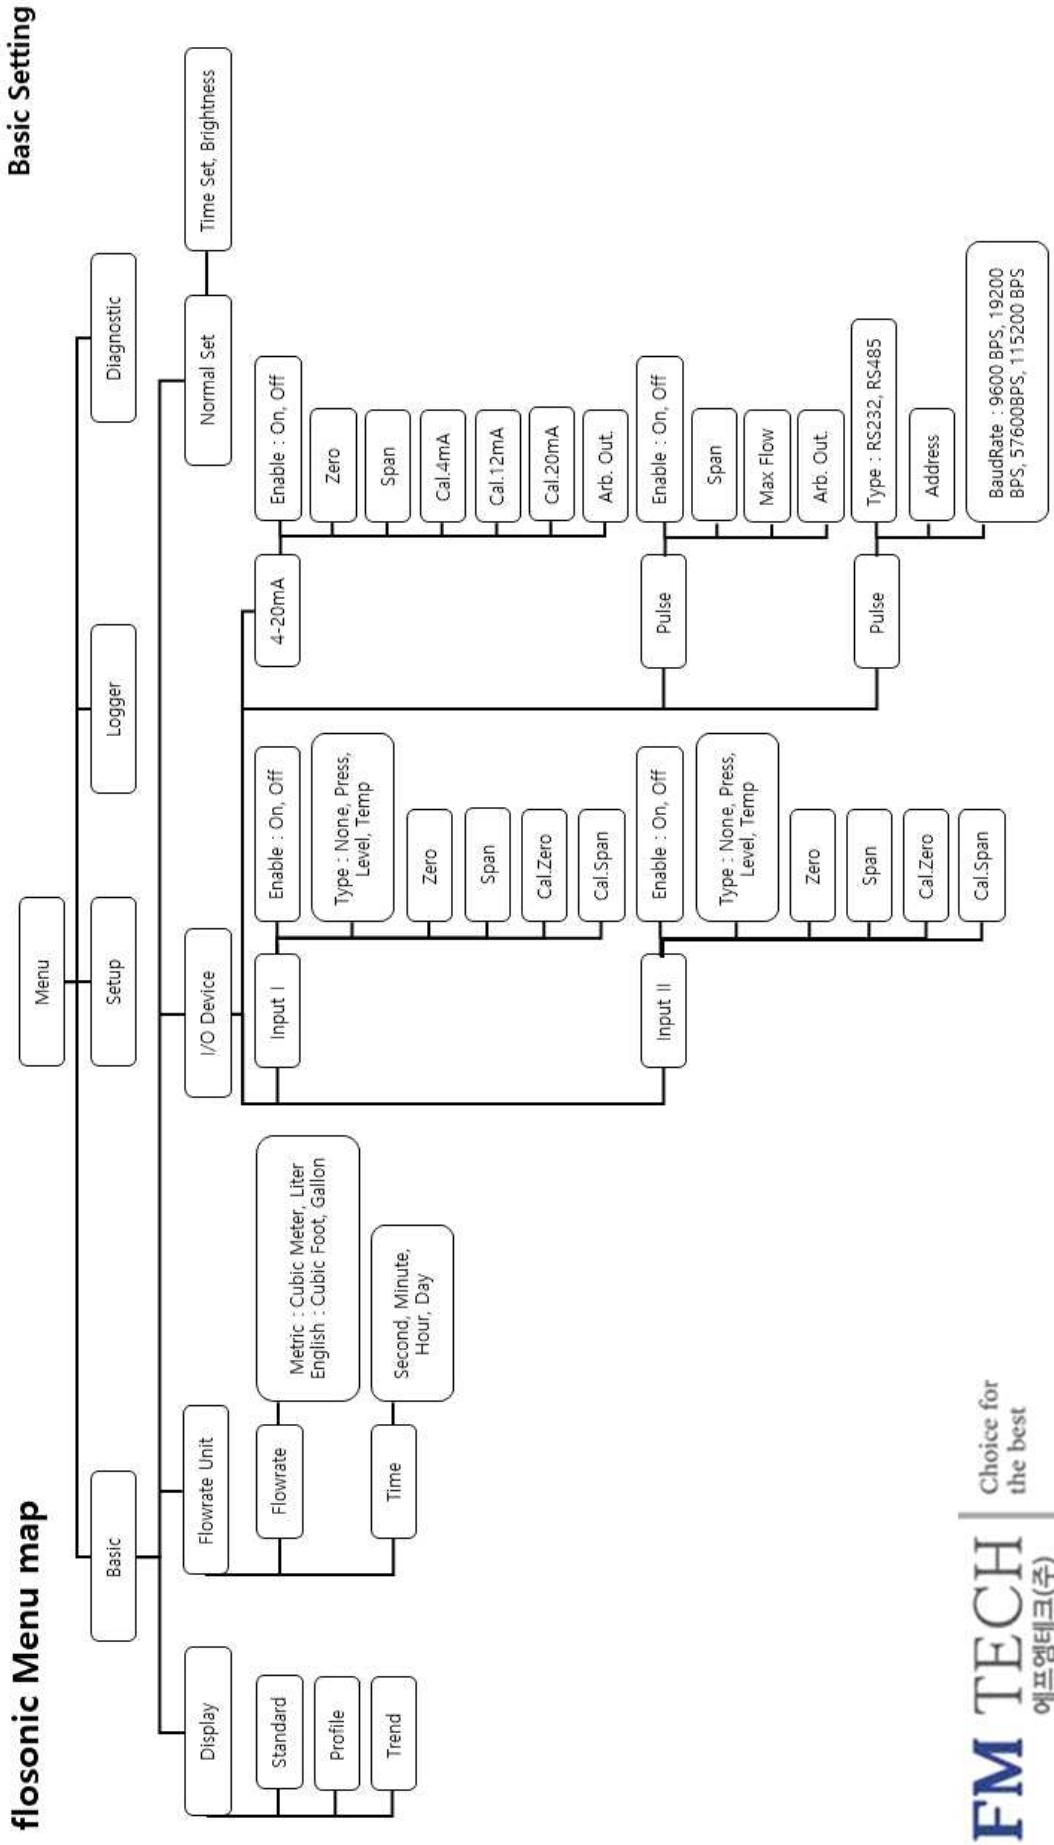 flosonic Menu map
Basic Setting
Menu
Basic
Setup
Logger
Diagnostic
Display
Flowrate Unit
I/O Device
Normal Set
Time Set, Brightness
Standard
Profile
Trend
Flowrate
Metric : Cubic Meter, Liter
English : Cubic Foot, Gallon
Time
Second, Minute,
Hour, Day
Input I
Enable : On, Off
Type : None, Press,
Level, Temp
Zero
Span
Cal.Zero
Cal.Span
Input II
Enable : On, Off
Type : None, Press,
Level, Temp
Zero
Span
Cal.Zero
Cal.Span
4-20mA
Enable : On, Off
Zero
Span
Cal.4mA
Cal.12mA
Cal.20mA
Arb. Out.
Pulse
Enable : On, Off
Span
Max Flow
Arb. Out.
Pulse
Type : RS232, RS485
Address
BaudRate : 9600 BPS, 19200
BPS, 57600BPS, 115200 BPS
FM TECH
에프엠테크(주)
Choice for
the best